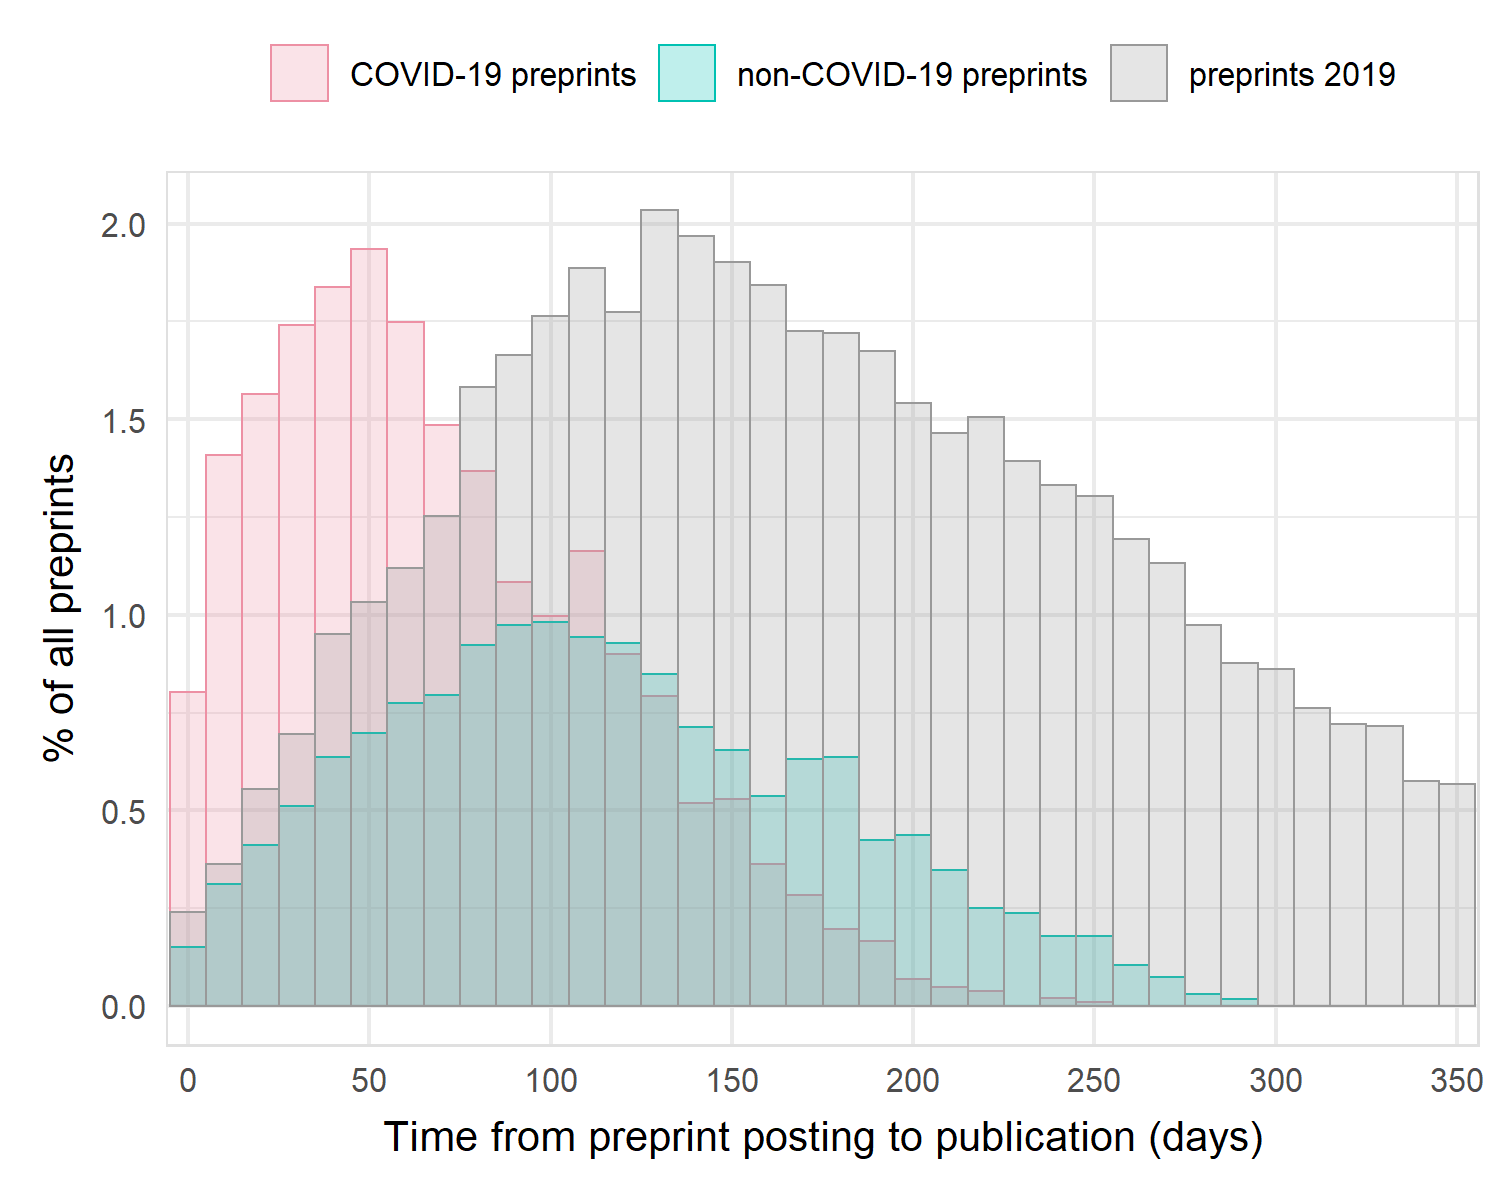 COVID-19 preprints non-COVID-19 preprints preprints 2019
2.0
1.5
1.0
0.5
0.0
% of all preprints
0 50 100 150 200 250 300 350
Time from preprint posting to publication (days)